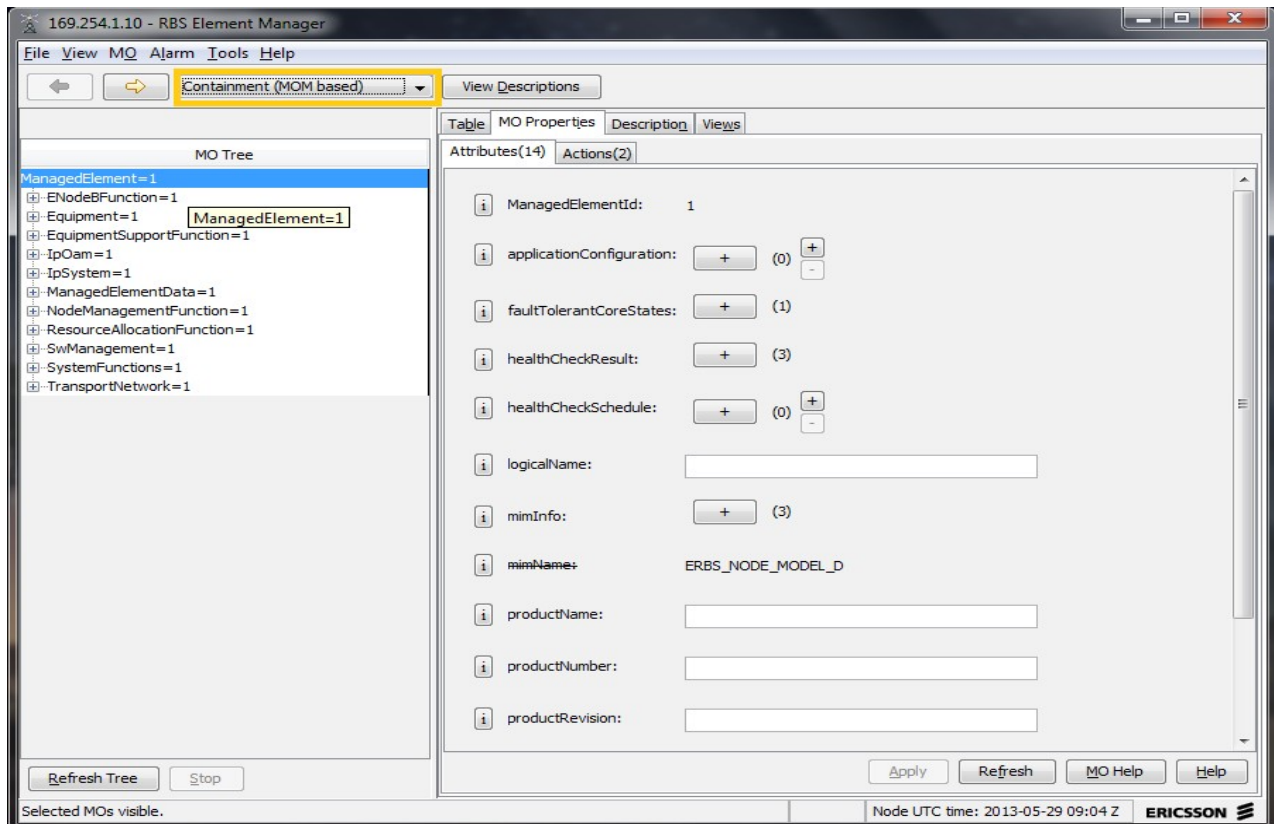 169.254.1.10 - RBS Element Manager
File View MO Alarm Tools Help
Containment (MOM based)
View Descriptions
Table MO Properties Description Views
MO Tree
Attributes(14) Actions(2)
ManagedElement=1
ENodeBFunction=1
Equipment=1
ManagedElement=1
EquipmentSupportFunction=1
IpOam=1
IpSystem=1
ManagedElementData=1
NodeManagementFunction=1
ResourceAllocationFunction=1
SwManagement=1
SystemFunctions=1
TransportNetwork=1
i ManagedElementId: 1
i applicationConfiguration: + (0) + -
i faultTolerantCoreStates: + (1)
i healthCheckResult: + (3)
i healthCheckSchedule: + (0) + -
i logicalName:
i mimInfo: + (3)
i mimName: ERBS_NODE_MODEL_D
i productName:
i productNumber:
i productRevision:
Refresh Tree Stop
Apply Refresh MO Help Help
Selected MOs visible.
Node UTC time: 2013-05-29 09:04 Z
ERICSSON